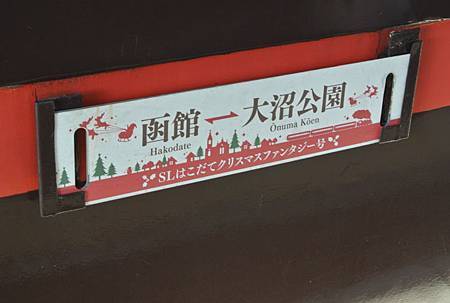 函館 ⇀ 大沼公園
Hakodate Ōnuma Kōen
SLはこだてクリスマスファンタジー号